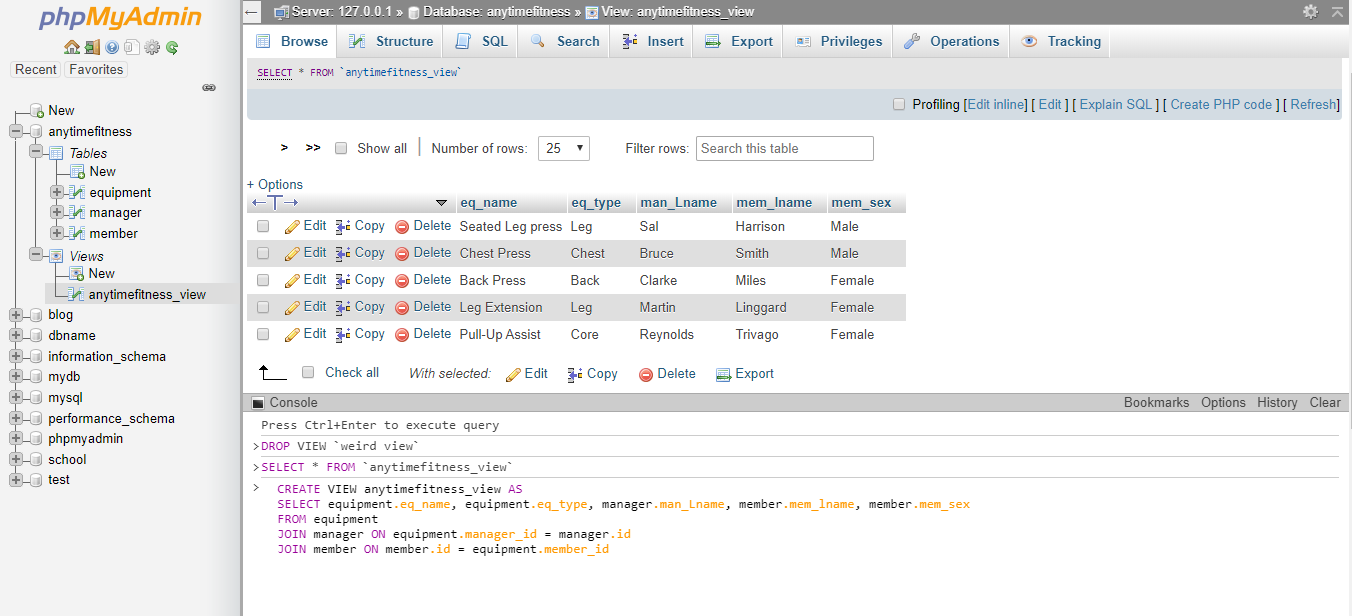 phpMyAdmin
Recent Favorites
New
anytimefitness
Tables
New
equipment
manager
member
Views
New
anytimefitness_view
blog
dbname
information_schema
mydb
mysql
performance_schema
phpmyadmin
school
test
Server: 127.0.0.1 » Database: anytimefitness » View: anytimefitness_view
Browse Structure SQL Search Insert Export Privileges Operations Tracking
SELECT * FROM `anytimefitness_view`
Profiling [Edit inline] [ Edit ] [ Explain SQL ] [ Create PHP code ] [ Refresh]
> >> Show all | Number of rows: 25 Filter rows: Search this table
+ Options
←T→ eq_name eq_type man_Lname mem_lname mem_sex
Edit Copy Delete Seated Leg press Leg Sal Harrison Male
Edit Copy Delete Chest Press Chest Bruce Smith Male
Edit Copy Delete Back Press Back Clarke Miles Female
Edit Copy Delete Leg Extension Leg Martin Linggard Female
Edit Copy Delete Pull-Up Assist Core Reynolds Trivago Female
Check all With selected: Edit Copy Delete Export
Console Bookmarks Options History Clear
Press Ctrl+Enter to execute query
>DROP VIEW `weird view`
>SELECT * FROM `anytimefitness_view`
> CREATE VIEW anytimefitness_view AS
SELECT equipment.eq_name, equipment.eq_type, manager.man_Lname, member.mem_lname, member.mem_sex
FROM equipment
JOIN manager ON equipment.manager_id = manager.id
JOIN member ON member.id = equipment.member_id